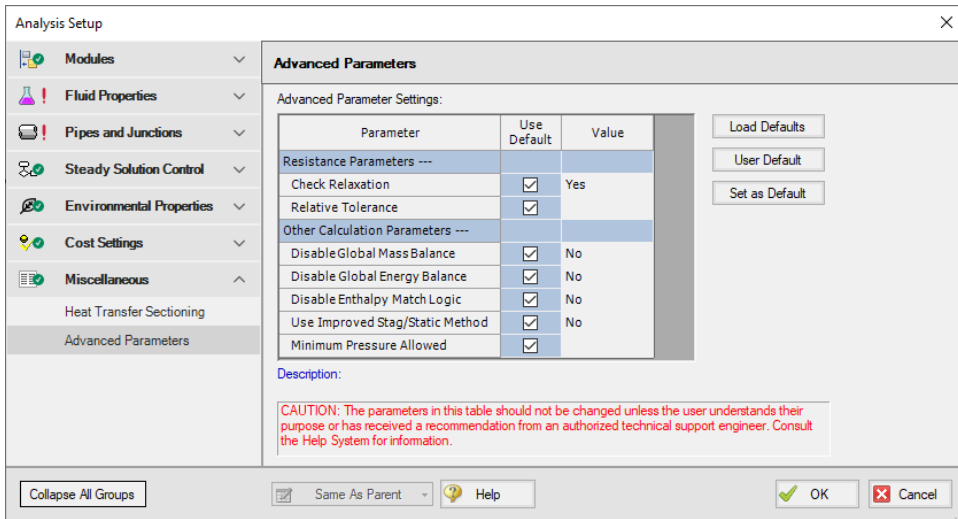 Analysis Setup
Modules
Fluid Properties
Pipes and Junctions
Steady Solution Control
Environmental Properties
Cost Settings
Miscellaneous
Heat Transfer Sectioning
Advanced Parameters
Collapse All Groups
Advanced Parameters
Advanced Parameter Settings:
Parameter Use Default Value
Resistance Parameters ---
Check Relaxation Yes
Relative Tolerance
Other Calculation Parameters ---
Disable Global Mass Balance No
Disable Global Energy Balance No
Disable Enthalpy Match Logic No
Use Improved Stag/Static Method No
Minimum Pressure Allowed
Load Defaults
User Default
Set as Default
Description:
CAUTION: The parameters in this table should not be changed unless the user understands their
purpose or has received a recommendation from an authorized technical support engineer. Consult
the Help System for information.
Same As Parent
Help
OK
Cancel